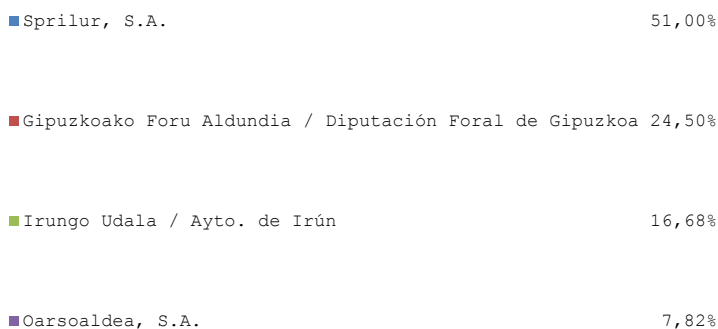 Sprilur, S.A. 51,00%
Gipuzkoako Foru Aldundia / Diputación Foral de Gipuzkoa 24,50%
Irungo Udala / Ayto. de Irún 16,68%
Oarsoaldea, S.A. 7,82%